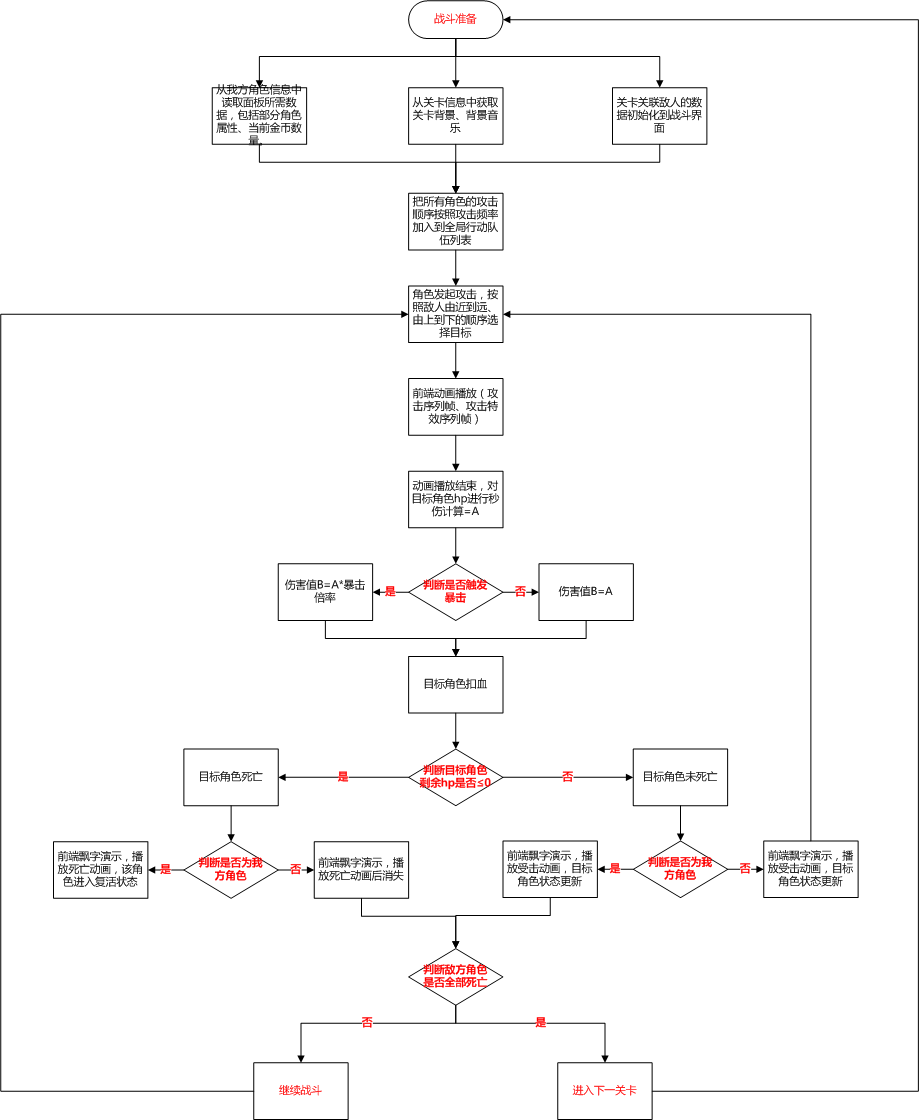 战斗准备
从我方角色信息中
读取面板所需数
据，包括部分角色
属性、当前金币数
量。
从关卡信息中获取
关卡背景、背景音
乐
关卡关联敌人的数
据初始化到战斗界
面
把所有角色的攻击
顺序按照攻击频率
加入到全局行动队
伍列表
角色发起攻击，按
照敌人由近到远、
由上到下的顺序选
择目标
前端动画播放（攻
击序列帧、攻击特
效序列帧）
动画播放结束，对
目标角色hp进行秒
伤计算=A
伤害值B=A*暴击
倍率
是
判断是否触发
暴击
否
伤害值B=A
目标角色扣血
目标角色死亡
是
判断目标角色
剩余hp是否≤0
否
目标角色未死亡
前端飘字演示，播
放死亡动画，该角
色进入复活状态
是
判断是否为我
方角色
否
前端飘字演示，播
放死亡动画后消失
前端飘字演示，播
放受击动画，目标
角色状态更新
是
判断是否为我
方角色
否
前端飘字演示，播
放受击动画，目标
角色状态更新
判断敌方角色
是否全部死亡
否
是
继续战斗
进入下一关卡